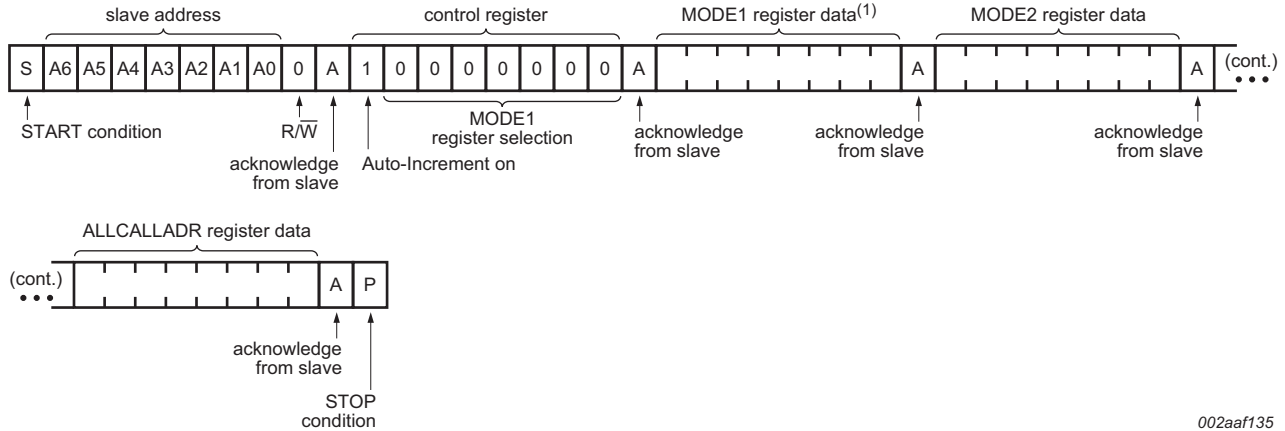 slave address control register MODE1 register data(1) MODE2 register data
S A6 A5 A4 A3 A2 A1 A0 0 A 1 0 0 0 0 0 0 0 A A A (cont.)
START condition R/W̅ MODE1 acknowledge acknowledge acknowledge
register selection from slave from slave from slave
acknowledge Auto-Increment on
from slave
ALLCALLADR register data
(cont.) A P
acknowledge
from slave
STOP
condition
002aaf135